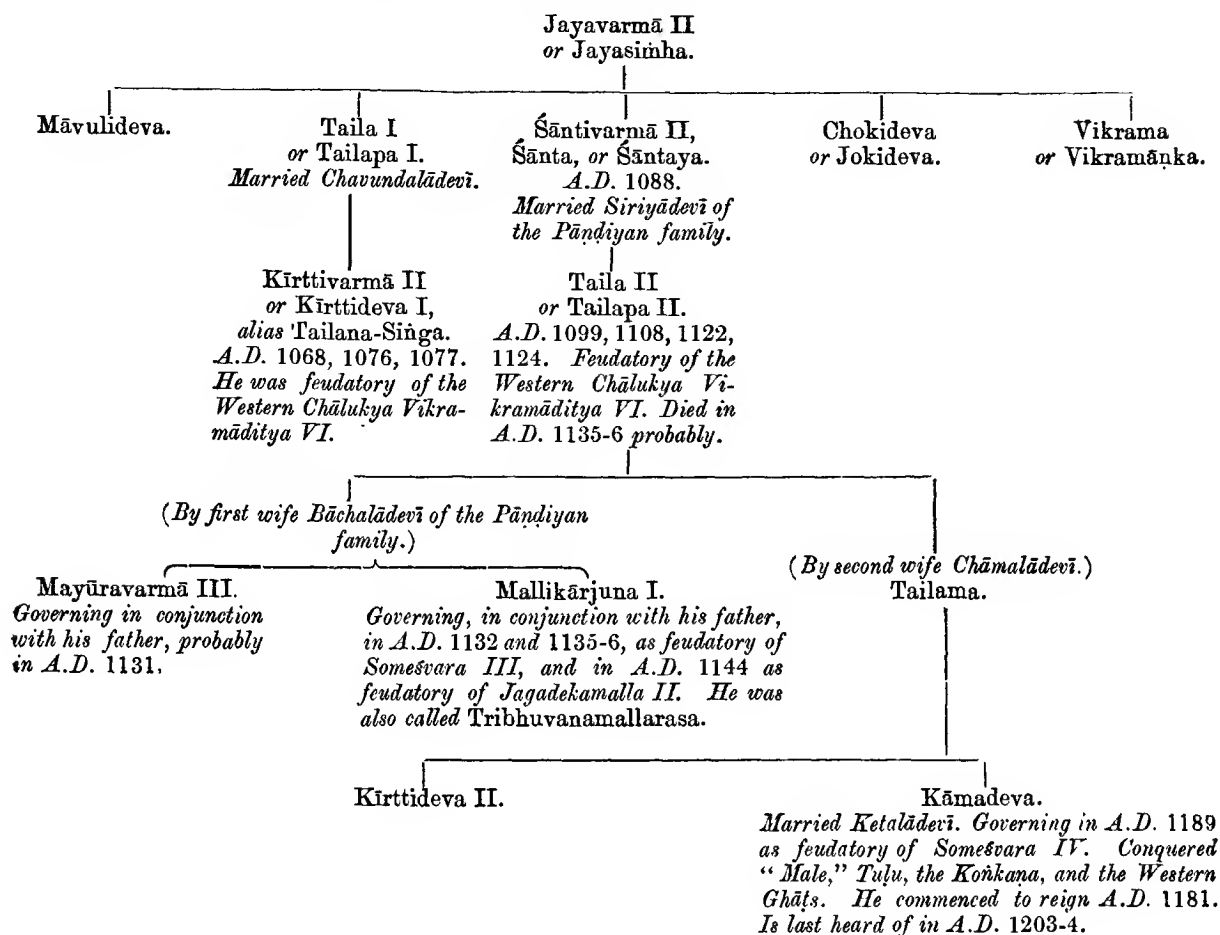 Jayavarmā II
or Jayasiṁha.
Māvulideva.
Taila I
or Tailapa I.
Married Chavundalādevī.
Śāntivarmā II,
Śānta, or Śāntaya.
A.D. 1088.
Married Siriyādevī of
the Pāṇḍiyan family.
Chokideva
or Jokideva.
Vikrama
or Vikramāṇka.
Kīrttivarmā II
or Kīrttideva I,
alias Tailana-Siṅga.
A.D. 1068, 1076, 1077.
He was feudatory of the
Western Chālukya Vikra-
māditya VI.
Taila II
or Tailapa II.
A.D. 1099, 1108, 1122,
1124. Feudatory of the
Western Chālukya Vi-
kramāditya VI. Died in
A.D. 1135-6 probably.
(By first wife Bāchalādevī of the Pāṇḍiyan
family.)
Mayūravarmā III.
Governing in conjunction
with his father, probably
in A.D. 1131.
Mallikārjuna I.
Governing, in conjunction with his father,
in A.D. 1132 and 1135-6, as feudatory of
Someśvara III, and in A.D. 1144 as
feudatory of Jagadekamalla II. He was
also called Tribhuvanamallarasa.
(By second wife Chāmalādevī.)
Tailama.
Kīrttideva II.
Kāmadeva.
Married Ketalādevī. Governing in A.D. 1189
as feudatory of Someśvara IV. Conquered
"Male," Tuḷu, the Koṅkaṇa, and the Western
Ghāṭs. He commenced to reign A.D. 1181.
Is last heard of in A.D. 1203-4.